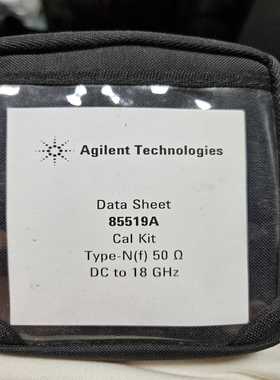 Agilent Technologies
Data Sheet
85519A
Cal Kit
Type-N(f) 50 Ω
DC to 18 GHz